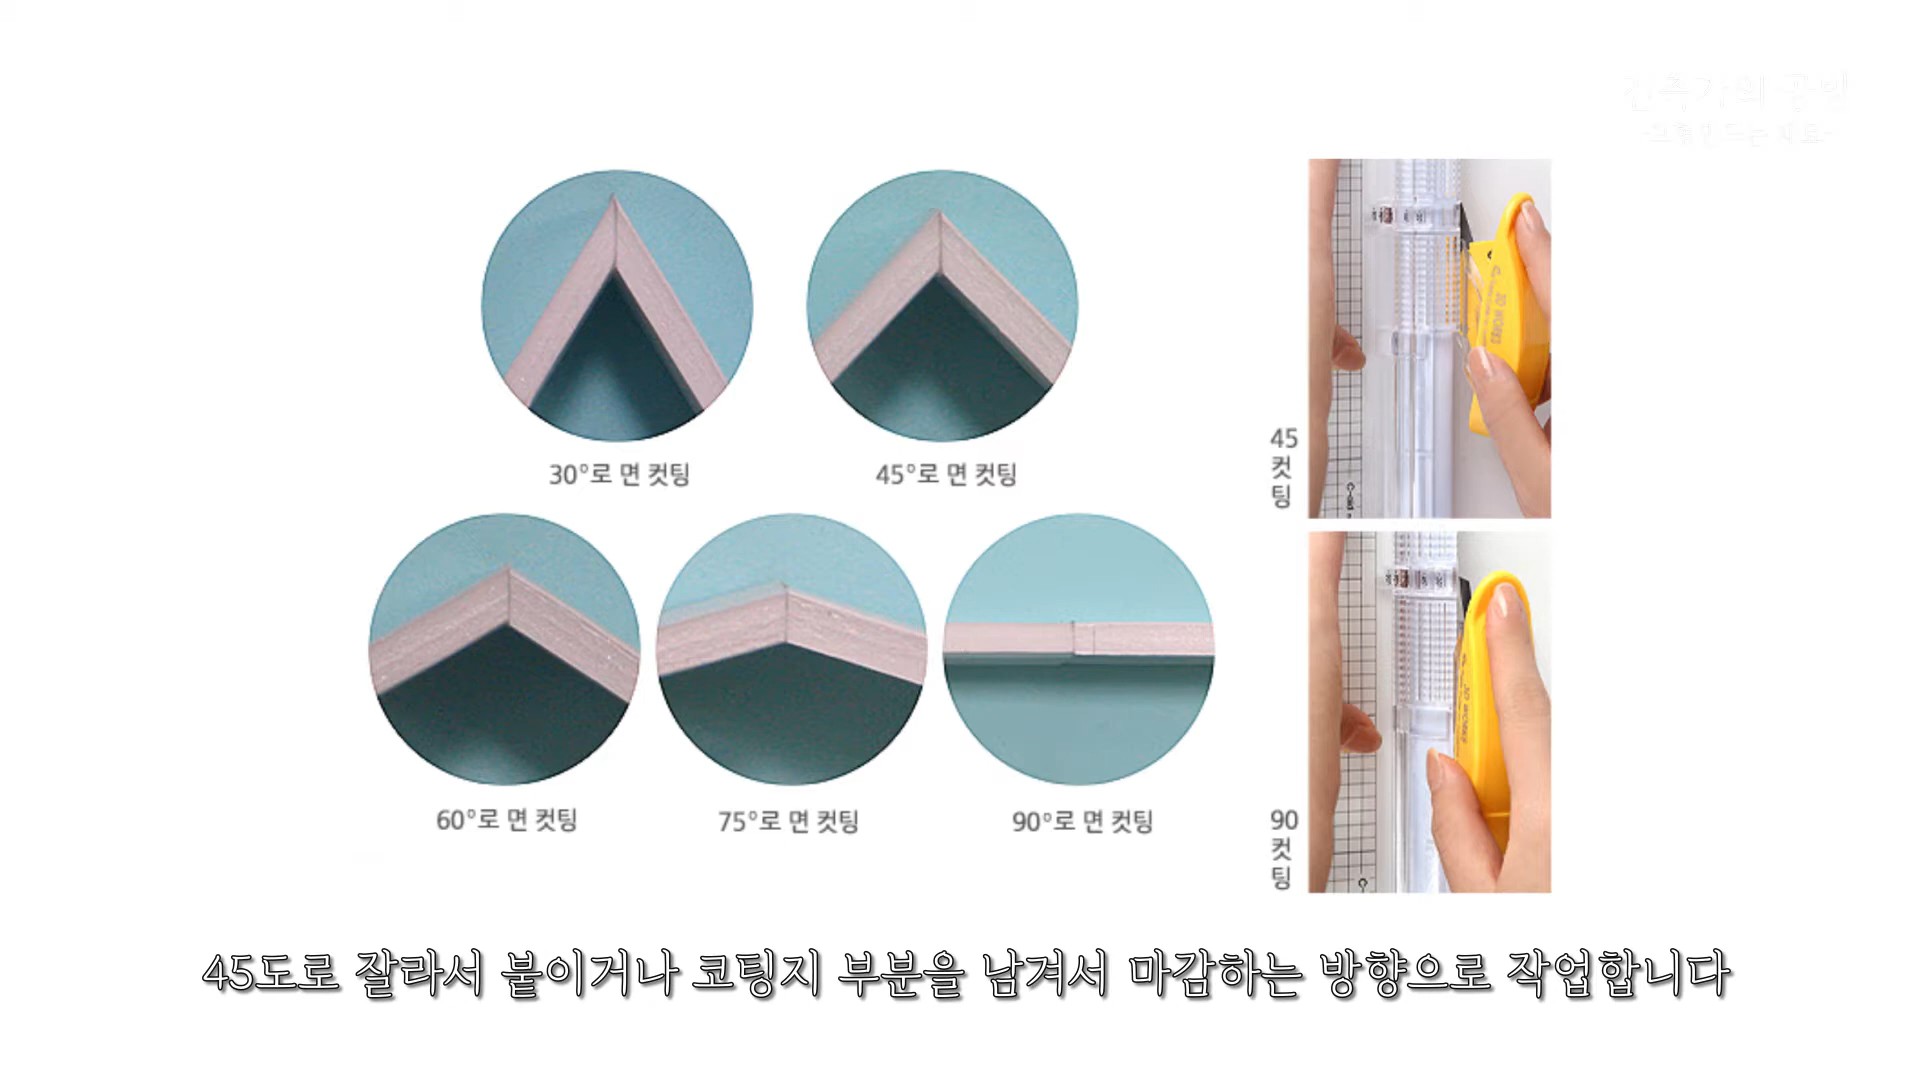 30°로 면 컷팅
45°로 면 컷팅
60°로 면 컷팅
75°로 면 컷팅
90°로 면 컷팅
45
컷
팅
90
컷
팅
45도로 잘라서 붙이거나 코팅지 부분을 남겨서 마감하는 방향으로 작업합니다